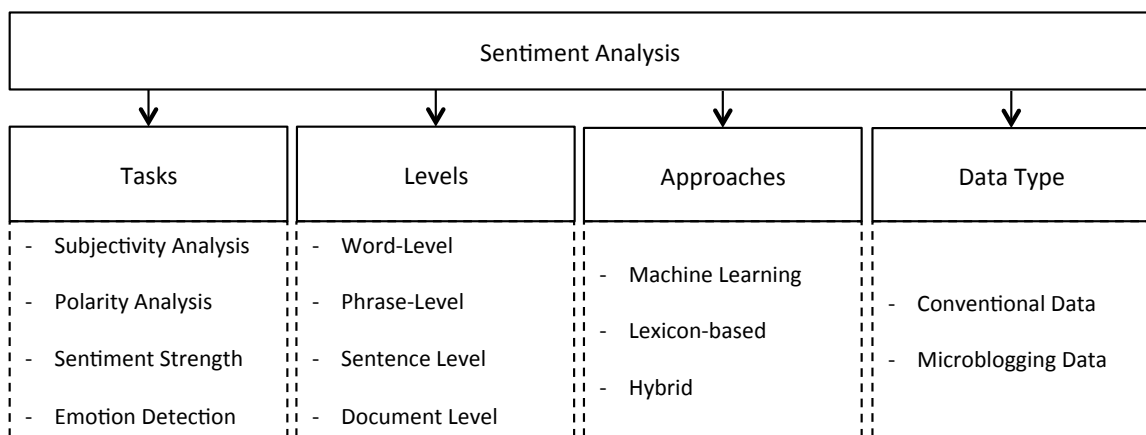 Sentiment Analysis
Tasks
- Subjectivity Analysis
- Polarity Analysis
- Sentiment Strength
- Emotion Detection
Levels
- Word-Level
- Phrase-Level
- Sentence Level
- Document Level
Approaches
- Machine Learning
- Lexicon-based
- Hybrid
Data Type
- Conventional Data
- Microblogging Data